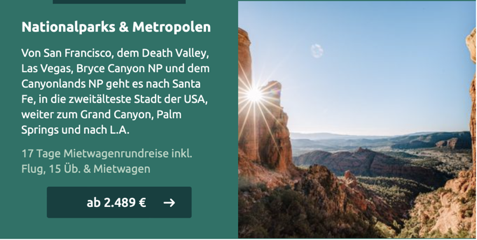 Nationalparks & Metropolen
Von San Francisco, dem Death Valley,
Las Vegas, Bryce Canyon NP und dem
Canyonlands NP geht es nach Santa
Fe, in die zweitälteste Stadt der USA,
weiter zum Grand Canyon, Palm
Springs und nach L.A.
17 Tage Mietwagenrundreise inkl.
Flug, 15 Üb. & Mietwagen
ab 2.489 € →